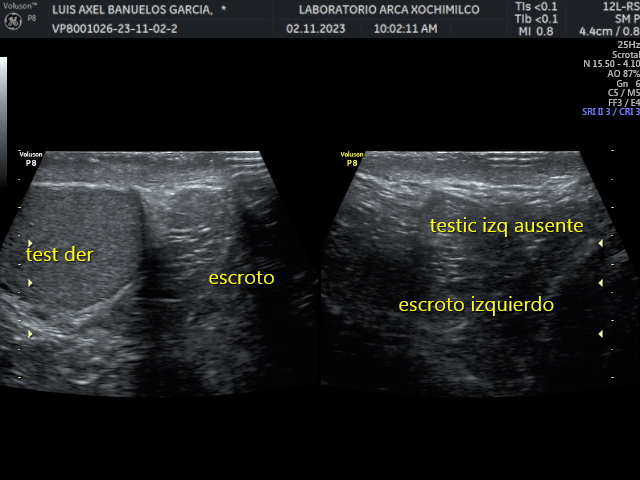 Voluson™
P8
LUIS AXEL BANUELOS GARCIA, *
LABORATORIO ARCA XOCHIMILCO
TIs <0.1
12L-RS
VP8001026-23-11-02-2
02.11.2023
10:02:11 AM
TIb <0.1
SM P
MI 0.8
4.4cm / 0.8
25Hz
Scrotal
N 15.50 - 4.10
AO 87%
Gn 6
C5 / M5
FF3 / E4
SRI II 3 / CRI 3
Voluson
P8
Voluson
P8
testic izq ausente
test der
escroto
escroto izquierdo